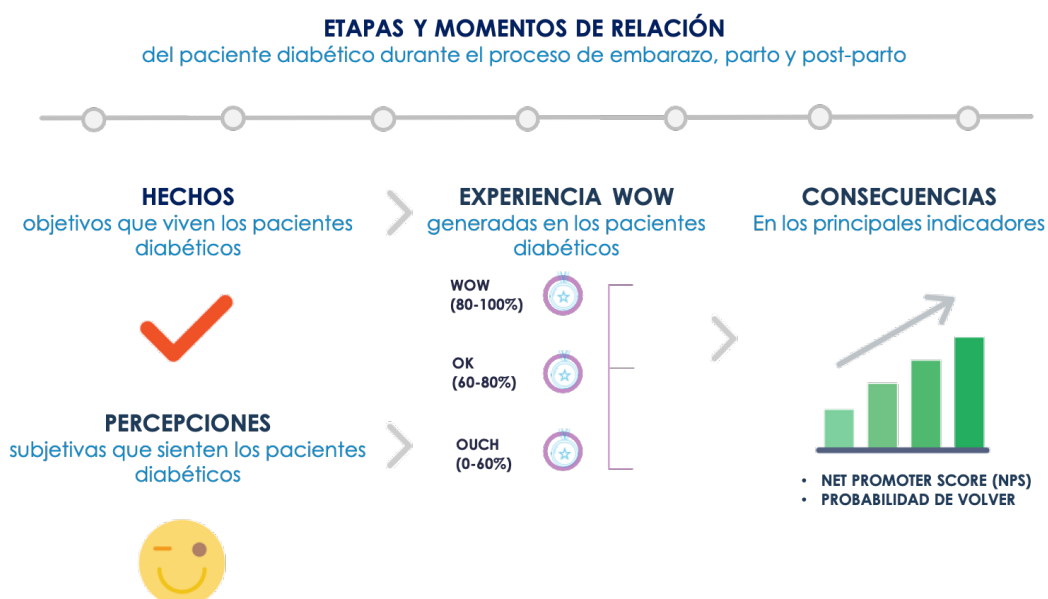 ETAPAS Y MOMENTOS DE RELACIÓN
del paciente diabético durante el proceso de embarazo, parto y post-parto
HECHOS
objetivos que viven los pacientes
diabéticos
PERCEPCIONES
subjetivas que sienten los pacientes
diabéticos
EXPERIENCIA WOW
generadas en los pacientes
diabéticos
WOW
(80-100%)
OK
(60-80%)
OUCH
(0-60%)
CONSECUENCIAS
En los principales indicadores
• NET PROMOTER SCORE (NPS)
• PROBABILIDAD DE VOLVER